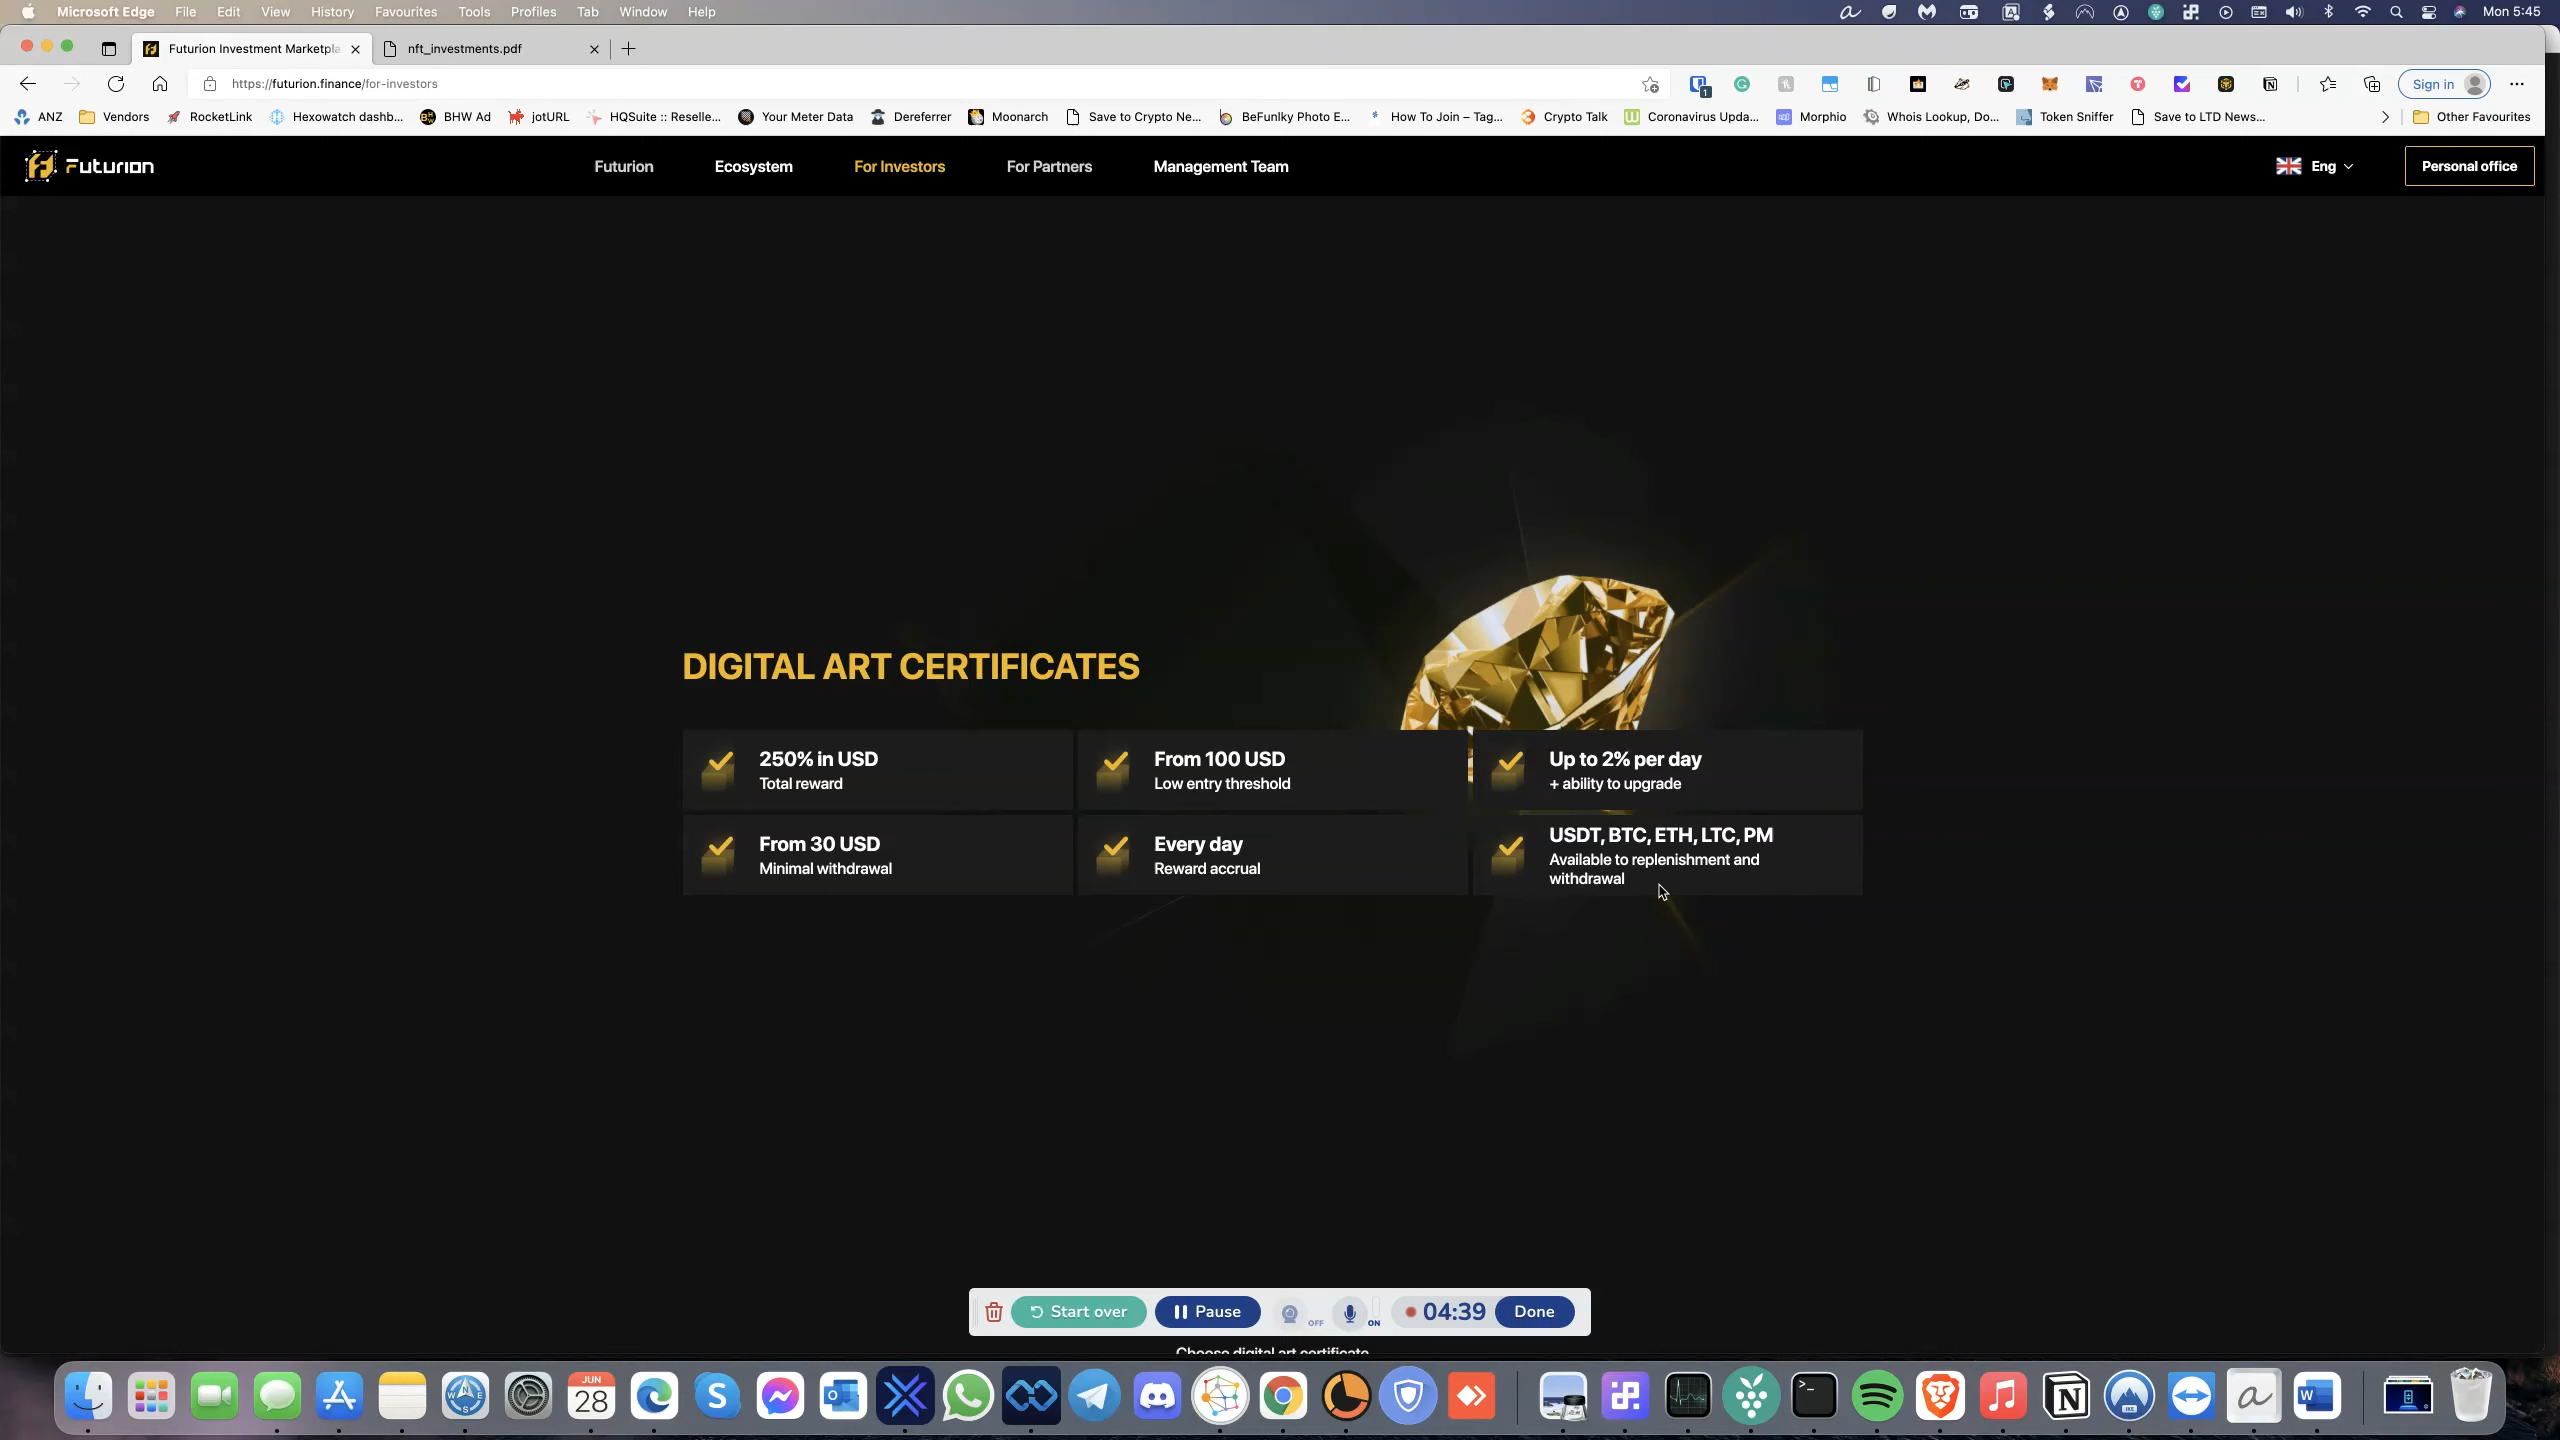 Microsoft Edge File Edit View History Favourites Tools Profiles Tab Window Help Mon 5:45
Futurion Investment Marketpla nft_investments.pdf
https://futurion.finance/for-investors 1 Sign in
ANZ Vendors RocketLink Hexowatch dashb... BHW Ad jotURL HQSuite :: Reselle... Your Meter Data Dereferrer Moonarch Save to Crypto Ne... BeFunlky Photo E... How To Join – Tag... Crypto Talk Coronavirus Upda... Morphio Whois Lookup, Do... Token Sniffer Save to LTD News... Other Favourites
Futurion Futurion Ecosystem For Investors For Partners Management Team Eng Personal office
DIGITAL ART CERTIFICATES
250% in USD
Total reward
From 100 USD
Low entry threshold
Up to 2% per day
+ ability to upgrade
From 30 USD
Minimal withdrawal
Every day
Reward accrual
USDT, BTC, ETH, LTC, PM
Available to replenishment and
withdrawal
Start over Pause OFF ON 04:39 Done
Choose digital art certificate
JUN
28